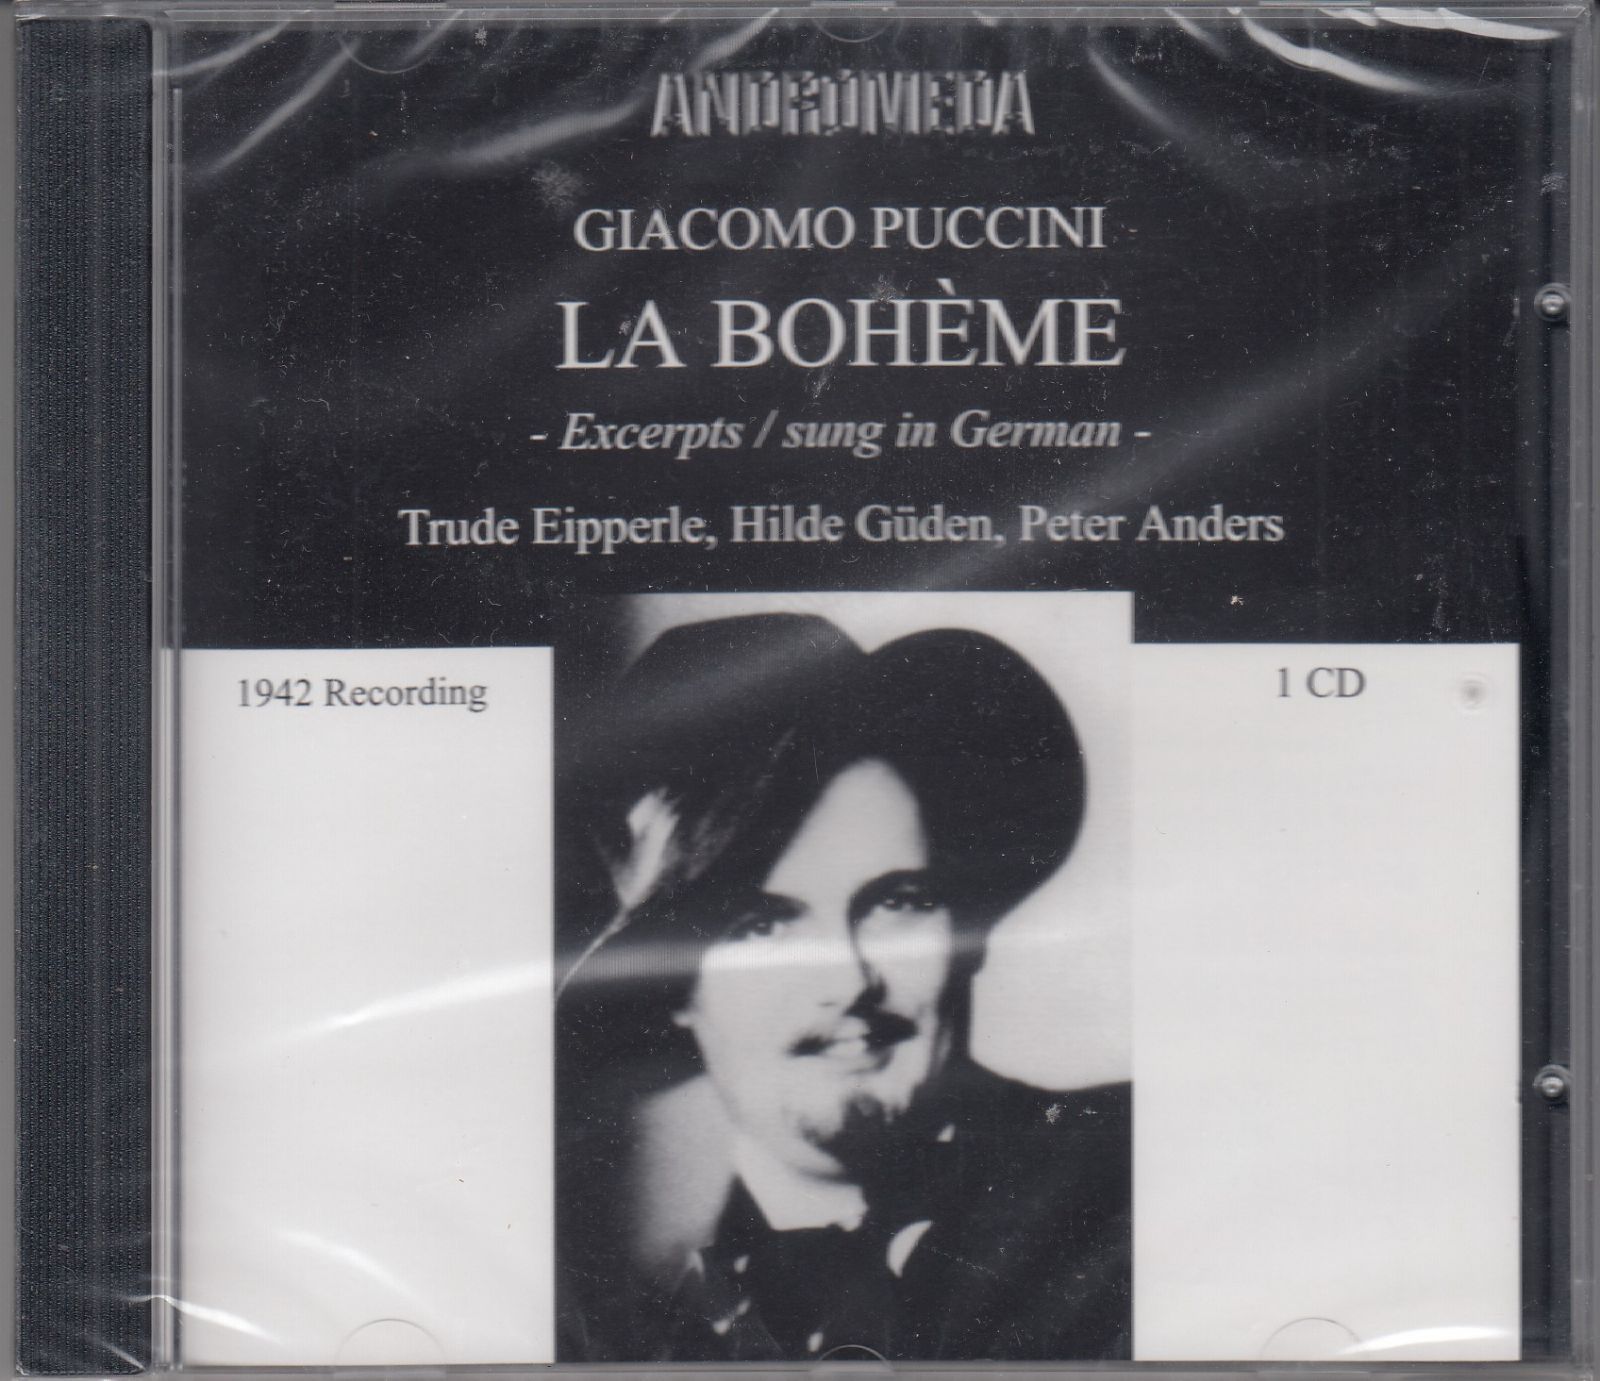 ANDROMEDA
GIACOMO PUCCINI
LA BOHÈME
- Excerpts / sung in German -
Trude Eipperle, Hilde Güden, Peter Anders
1942 Recording
1 CD